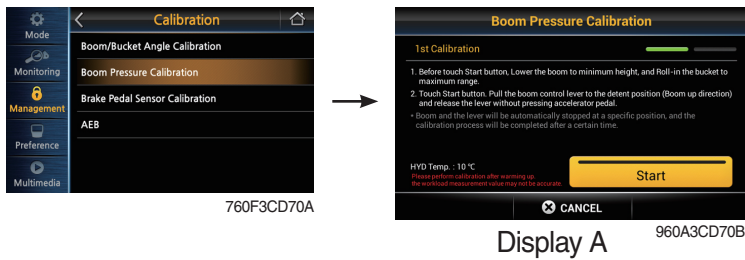 Mode
Monitoring
Management
Preference
Multimedia
Calibration
Boom/Bucket Angle Calibration
Boom Pressure Calibration
Brake Pedal Sensor Calibration
AEB
760F3CD70A
Boom Pressure Calibration
1st Calibration
1. Before touch Start button, Lower the boom to minimum height, and Roll-in the bucket to
maximum range.
2. Touch Start button. Pull the boom control lever to the detent position (Boom up direction)
and release the lever without pressing accelerator pedal.
* Boom and the lever will be automatically stopped at a specific position, and the
calibration process will be completed after a certain time.
HYD Temp. : 10 ℃
Please perform calibration after warming up.
the workload measurement value may not be accurate.
Start
CANCEL
Display A
960A3CD70B